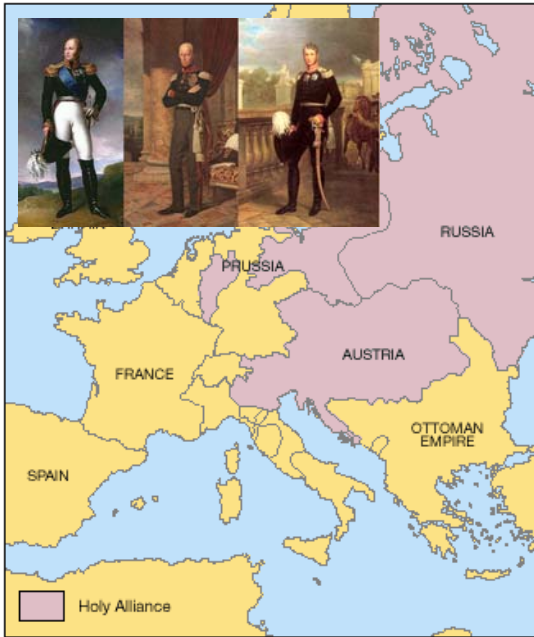 RUSSIA
PRUSSIA
AUSTRIA
FRANCE
OTTOMAN
EMPIRE
SPAIN
Holy Alliance